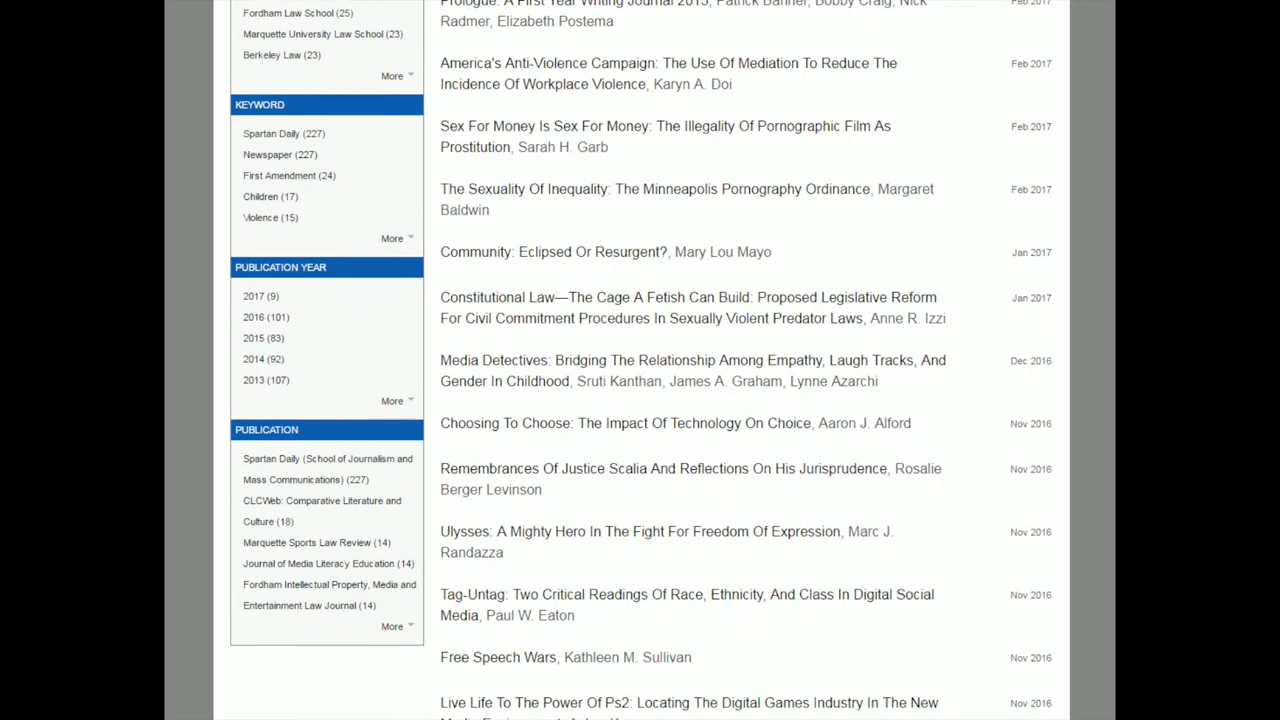 Fordham Law School (25)
Marquette University Law School (23)
Berkeley Law (23)
More
KEYWORD
Spartan Daily (227)
Newspaper (227)
First Amendment (24)
Children (17)
Violence (15)
More
PUBLICATION YEAR
2017 (9)
2016 (101)
2015 (83)
2014 (92)
2013 (107)
More
PUBLICATION
Spartan Daily (School of Journalism and
Mass Communications) (227)
CLCWeb: Comparative Literature and
Culture (18)
Marquette Sports Law Review (14)
Journal of Media Literacy Education (14)
Fordham Intellectual Property, Media and
Entertainment Law Journal (14)
More
Prologue: A First Year Writing Journal 2015, Patrick Banner, Bobby Craig, Nick Feb 2017
Radmer, Elizabeth Postema
America's Anti-Violence Campaign: The Use Of Mediation To Reduce The Feb 2017
Incidence Of Workplace Violence, Karyn A. Doi
Sex For Money Is Sex For Money: The Illegality Of Pornographic Film As Feb 2017
Prostitution, Sarah H. Garb
The Sexuality Of Inequality: The Minneapolis Pornography Ordinance, Margaret Feb 2017
Baldwin
Community: Eclipsed Or Resurgent?, Mary Lou Mayo Jan 2017
Constitutional Law—The Cage A Fetish Can Build: Proposed Legislative Reform Jan 2017
For Civil Commitment Procedures In Sexually Violent Predator Laws, Anne R. Izzi
Media Detectives: Bridging The Relationship Among Empathy, Laugh Tracks, And Dec 2016
Gender In Childhood, Sruti Kanthan, James A. Graham, Lynne Azarchi
Choosing To Choose: The Impact Of Technology On Choice, Aaron J. Alford Nov 2016
Remembrances Of Justice Scalia And Reflections On His Jurisprudence, Rosalie Nov 2016
Berger Levinson
Ulysses: A Mighty Hero In The Fight For Freedom Of Expression, Marc J. Nov 2016
Randazza
Tag-Untag: Two Critical Readings Of Race, Ethnicity, And Class In Digital Social Nov 2016
Media, Paul W. Eaton
Free Speech Wars, Kathleen M. Sullivan Nov 2016
Live Life To The Power Of Ps2: Locating The Digital Games Industry In The New Nov 2016